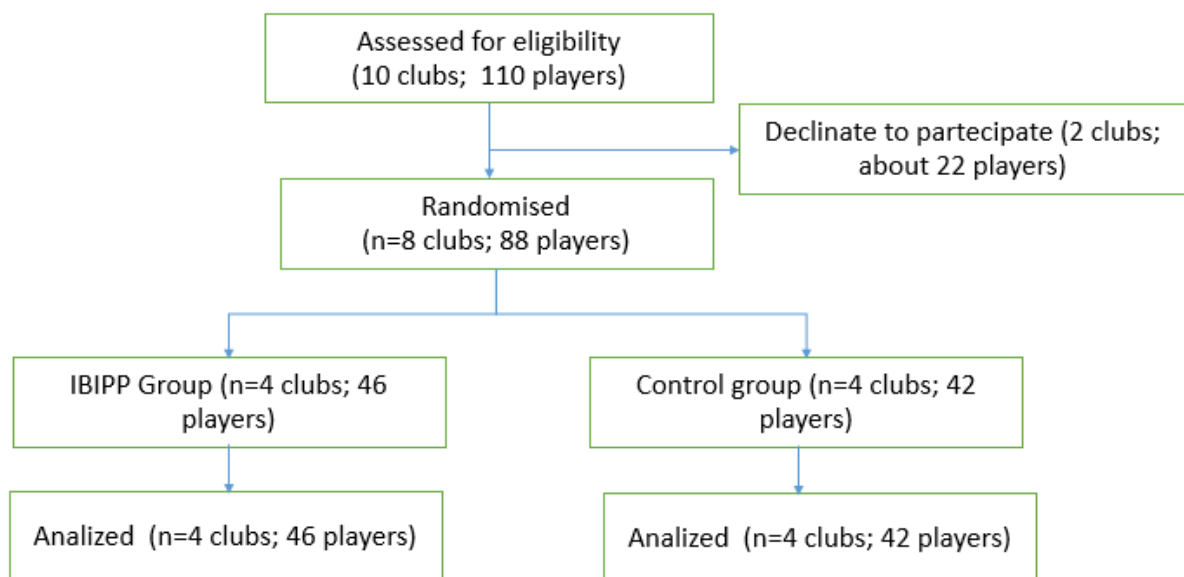 Assessed for eligibility
(10 clubs;  110 players)
Declinate to partecipate (2 clubs;
about 22 players)
Randomised
(n=8 clubs; 88 players)
IBIPP Group (n=4 clubs; 46
players)
Control group (n=4 clubs; 42
players)
Analized  (n=4 clubs; 46 players)
Analized  (n=4 clubs; 42 players)